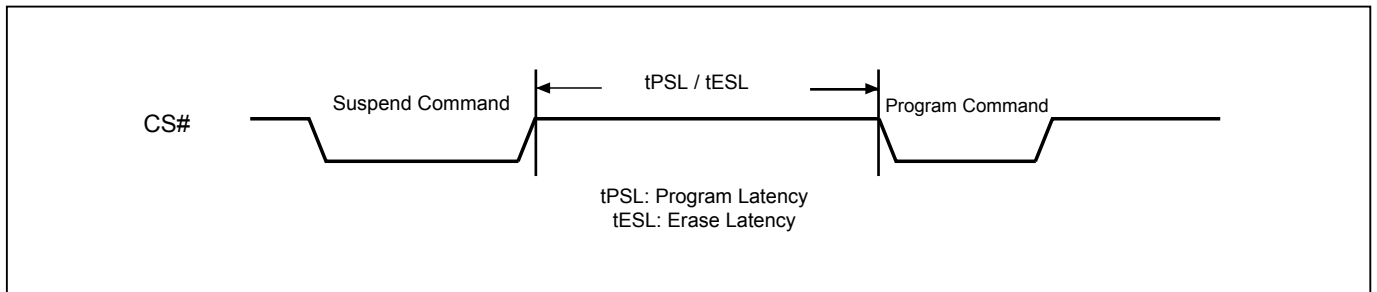 tPSL / tESL
Suspend Command
Program Command
CS#
tPSL: Program Latency
tESL: Erase Latency